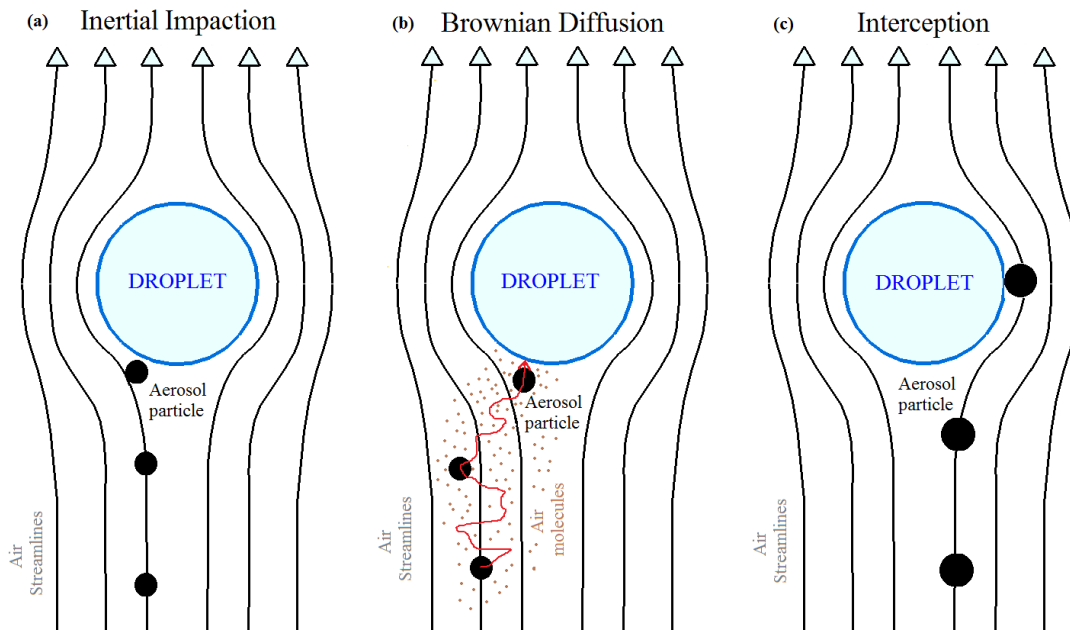 (a) Inertial Impaction
DROPLET
Aerosol
particle
Air
Streamlines
(b) Brownian Diffusion
DROPLET
Aerosol
particle
Air
molecules
Air
Streamlines
(c) Interception
DROPLET
Aerosol
particle
Air
Streamlines